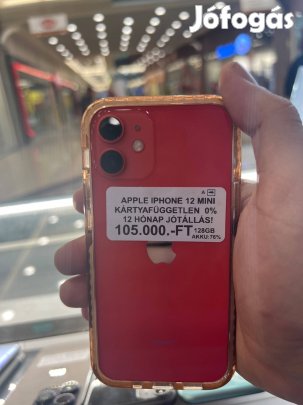 Jófogás
APPLE IPHONE 12 MINI
KÁRTYAFÜGGETLEN 0%
12 HÓNAP JÓTÁLLÁS!
105.000.-FT 128GB
AKKU:76%